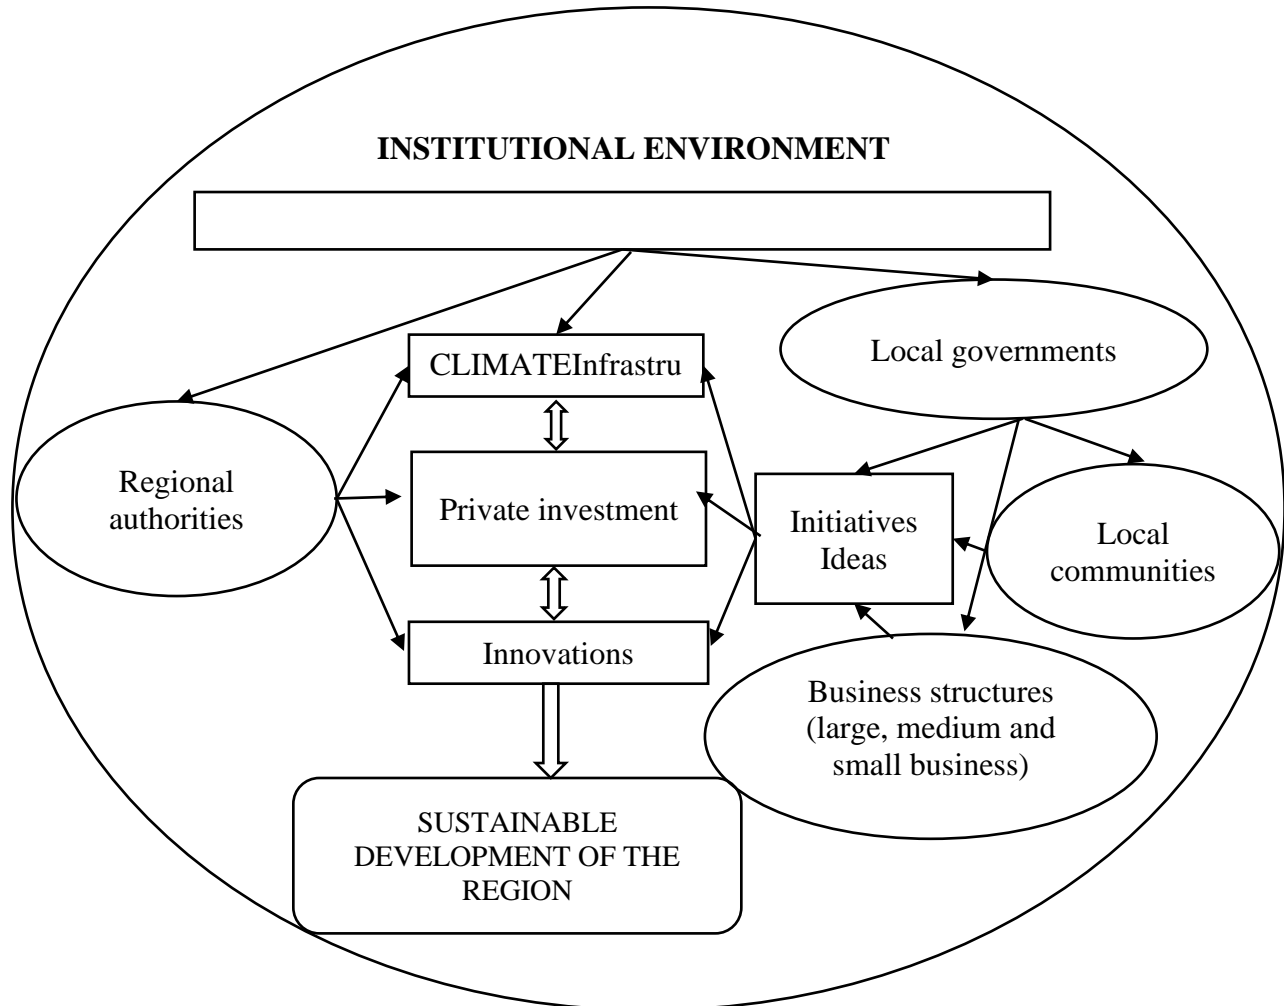 INSTITUTIONAL ENVIRONMENT
Local governments
CLIMATEInfrastru
Regional
authorities
Private investment
Initiatives
Ideas
Local
communities
Innovations
Business structures
(large, medium and
small business)
SUSTAINABLE
DEVELOPMENT OF THE
REGION